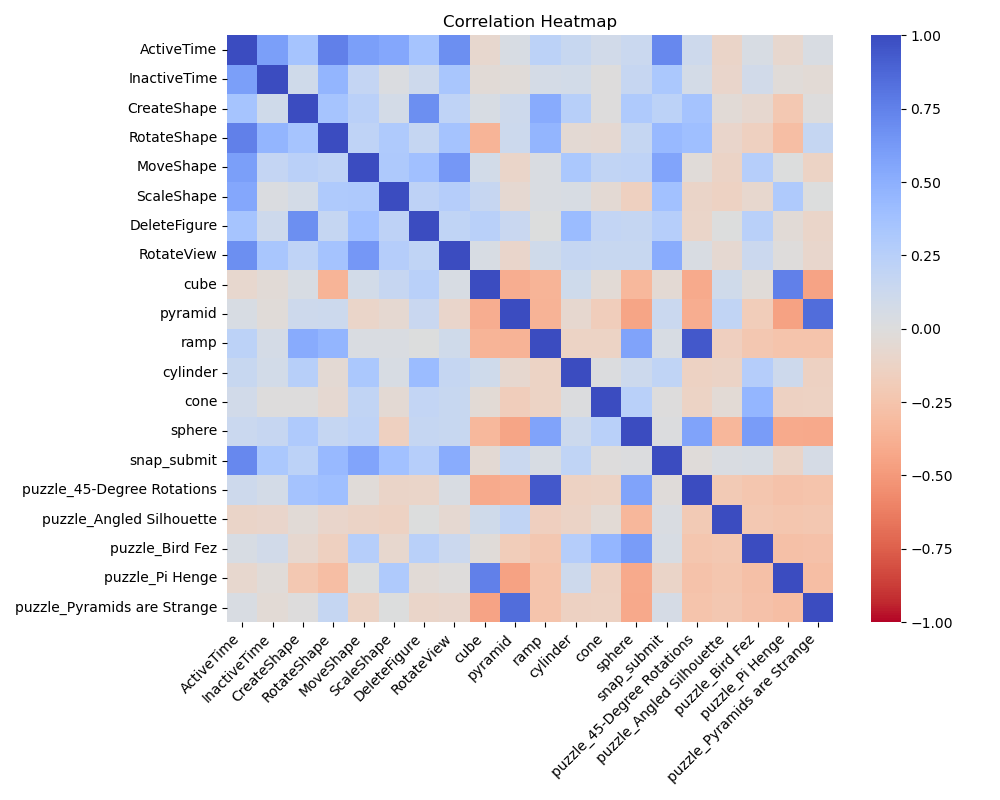 Correlation Heatmap
ActiveTime
InactiveTime
CreateShape
RotateShape
MoveShape
ScaleShape
DeleteFigure
RotateView
cube
pyramid
ramp
cylinder
cone
sphere
snap_submit
puzzle_45-Degree Rotations
puzzle_Angled Silhouette
puzzle_Bird Fez
puzzle_Pi Henge
puzzle_Pyramids are Strange
ActiveTime
InactiveTime
CreateShape
RotateShape
MoveShape
ScaleShape
DeleteFigure
RotateView
cube
pyramid
ramp
cylinder
cone
sphere
snap_submit
puzzle_45-Degree Rotations
puzzle_Angled Silhouette
puzzle_Bird Fez
puzzle_Pi Henge
puzzle_Pyramids are Strange
1.00
0.75
0.50
0.25
0.00
−0.25
−0.50
−0.75
−1.00